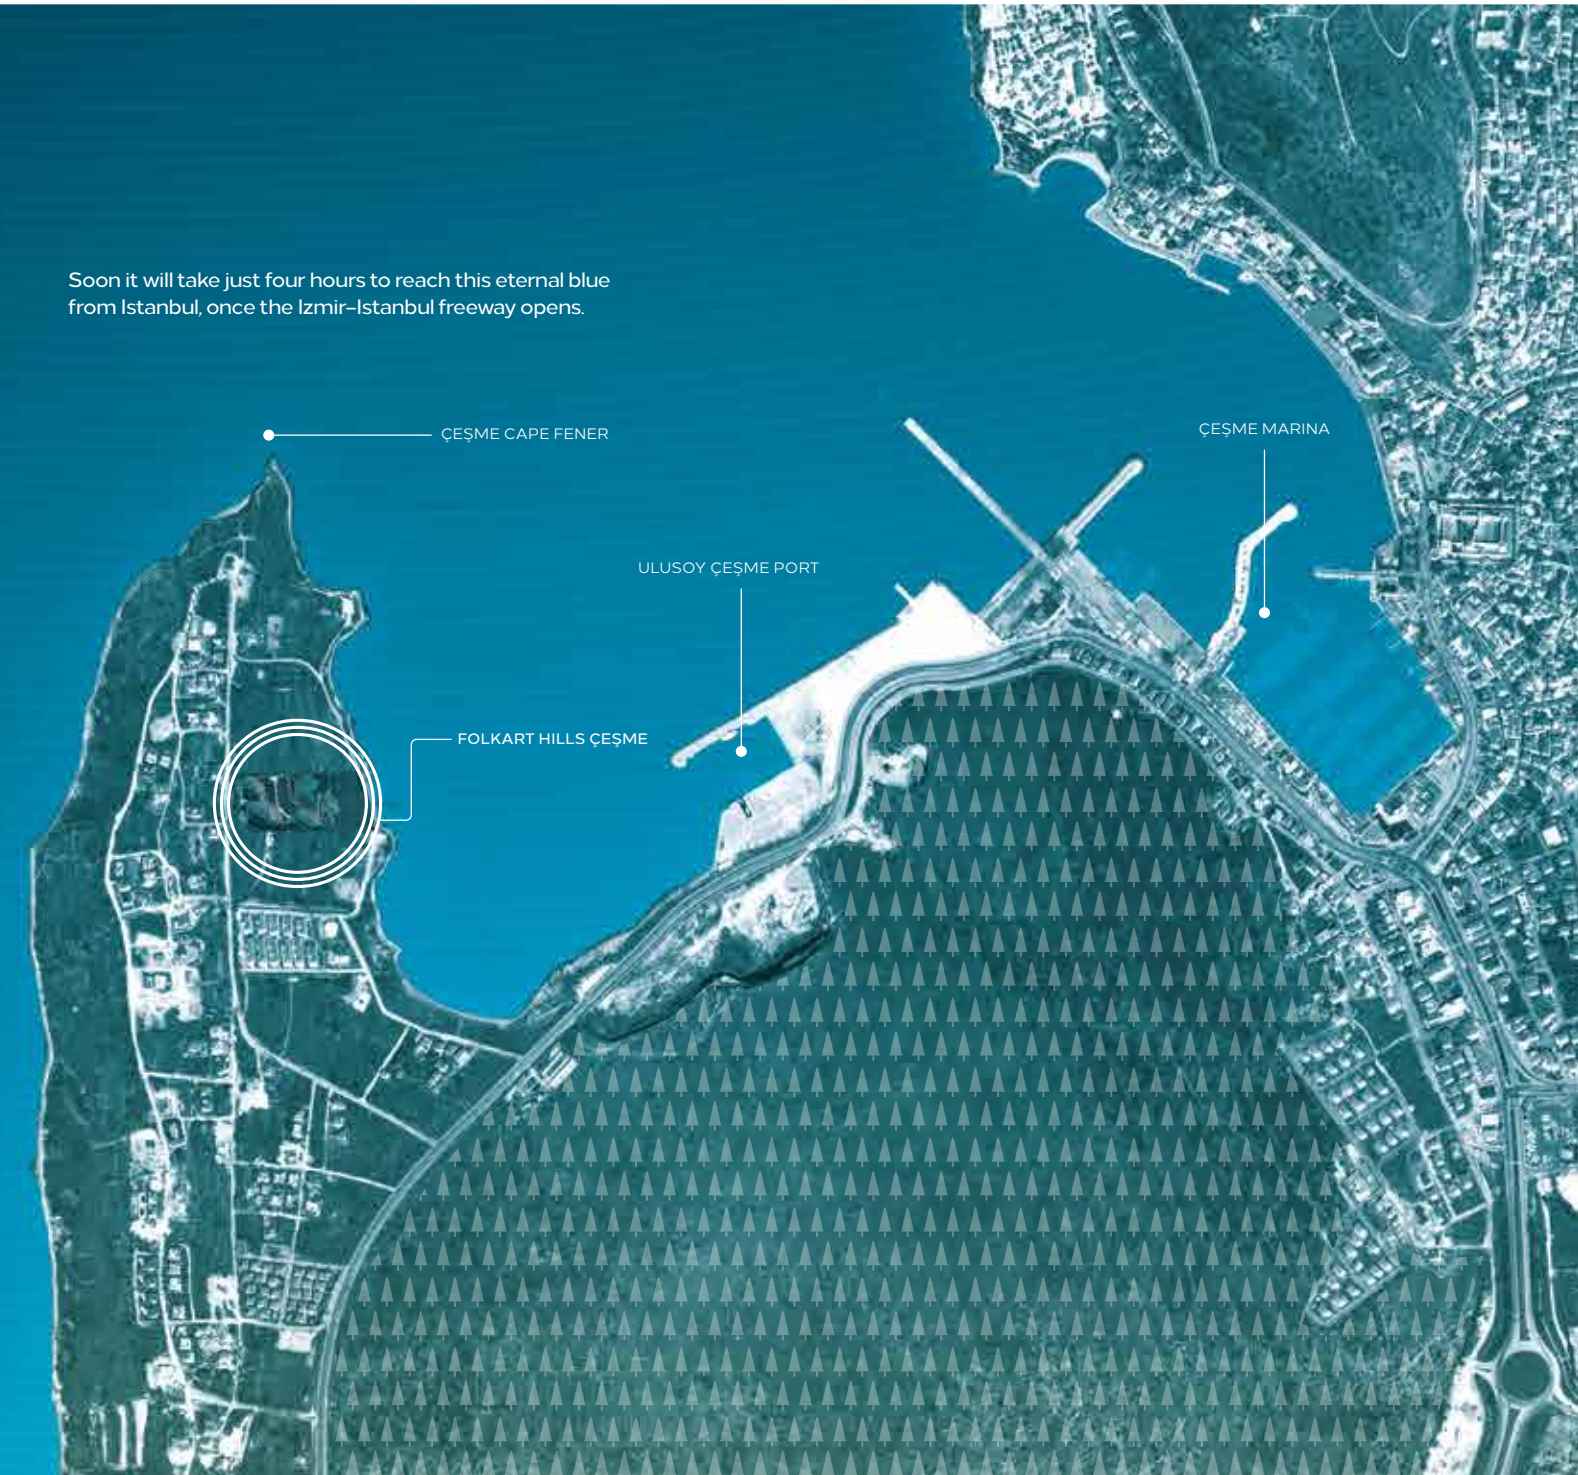 Soon it will take just four hours to reach this eternal blue
from Istanbul, once the Izmir–Istanbul freeway opens.
ÇEŞME CAPE FENER
ÇEŞME MARINA
ULUSOY ÇEŞME PORT
FOLKART HILLS ÇEŞME